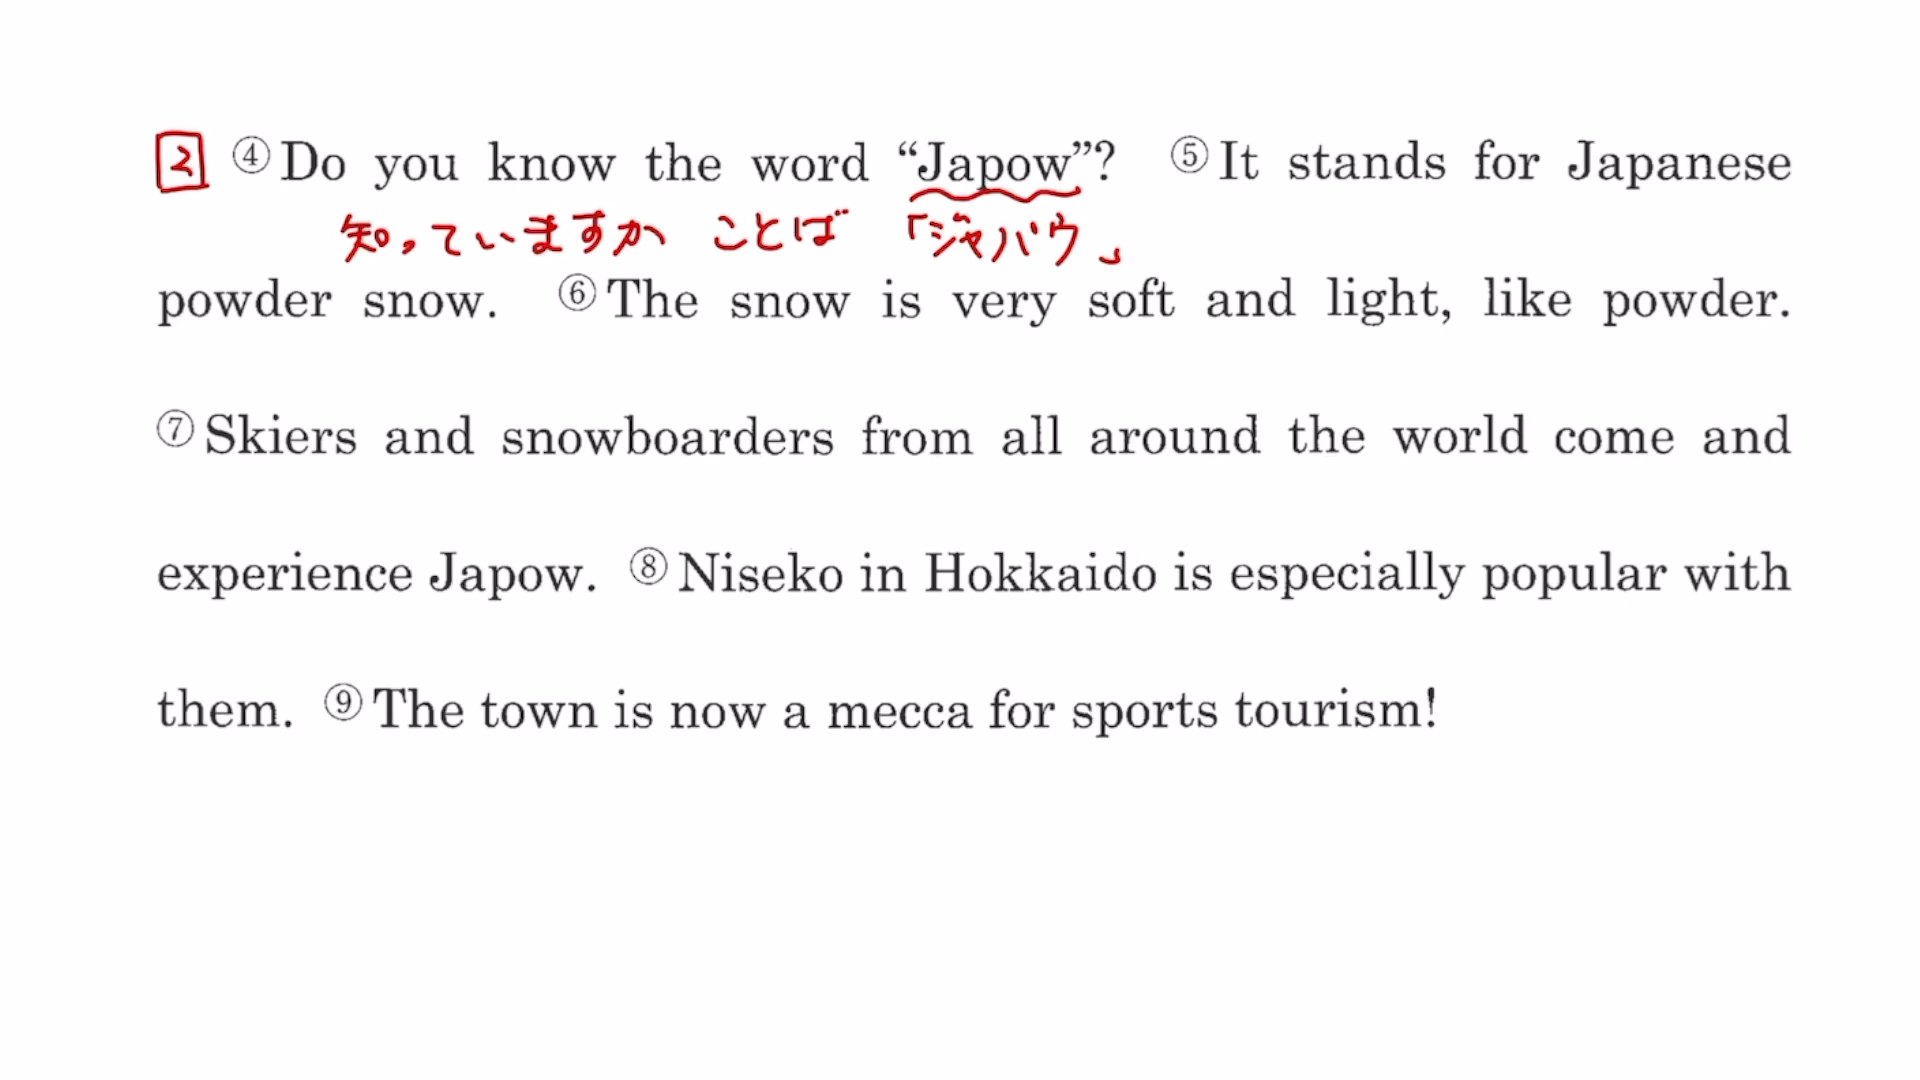 2 ④Do you know the word “Japow”? ⑤It stands for Japanese
知っていますか ことば 「ジャパウ」
powder snow. ⑥The snow is very soft and light, like powder.
⑦Skiers and snowboarders from all around the world come and
experience Japow. ⑧Niseko in Hokkaido is especially popular with
them. ⑨The town is now a mecca for sports tourism!